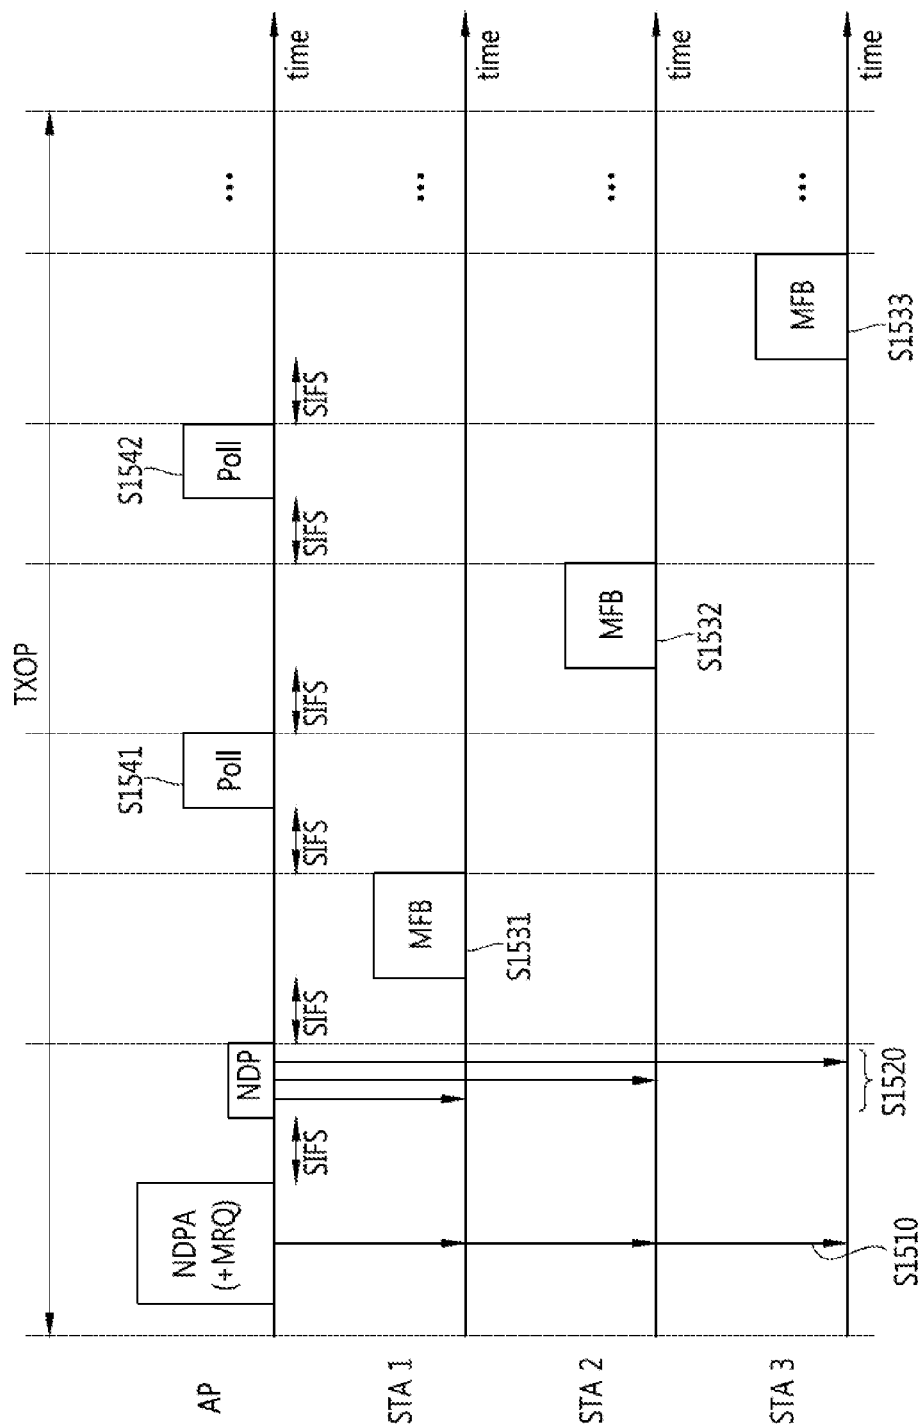 TXOP
AP
NDPA
(+MRQ)
SIFS
NDP
SIFS
SIFS
S1541
Poll
SIFS
SIFS
S1542
Poll
SIFS
...
time
STA 1
MFB
S1531
...
time
STA 2
MFB
S1532
...
time
STA 3
S1510
S1520
MFB
S1533
...
time